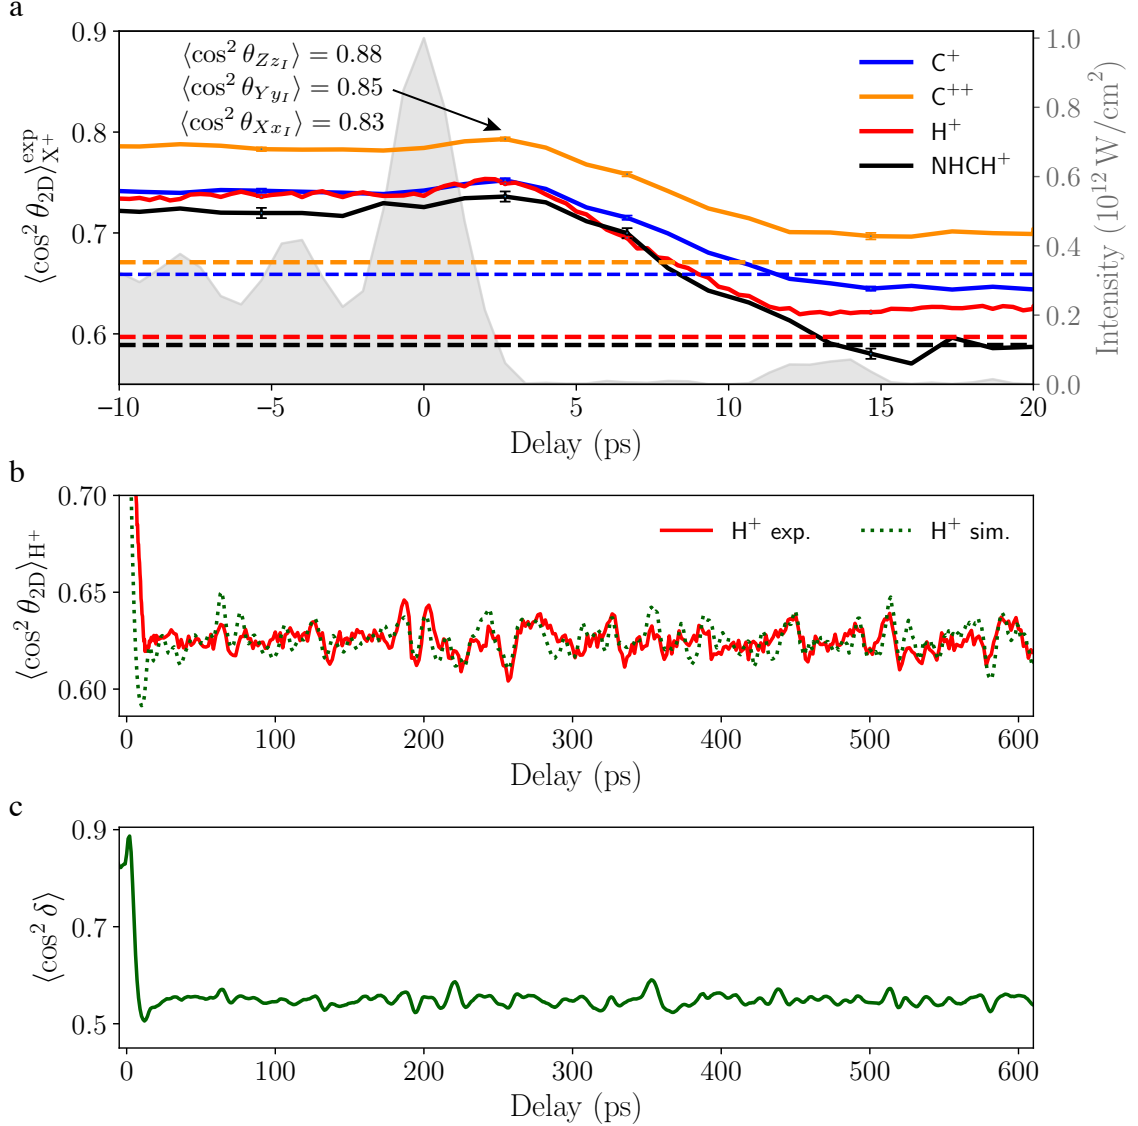 a
⟨cos² θ_{2D}⟩^{exp}_{X⁺}
0.9
0.8
0.7
0.6
⟨cos² θ_{Zz_I}⟩ = 0.88
⟨cos² θ_{Yy_I}⟩ = 0.85
⟨cos² θ_{Xx_I}⟩ = 0.83
C⁺
C⁺⁺
H⁺
NHCH⁺
1.0
0.8
0.6
0.4
0.2
0.0
Intensity (10¹² W/cm²)
−10 −5 0 5 10 15 20
Delay (ps)
b
⟨cos² θ_{2D}⟩_{H⁺}
0.70
0.65
0.60
H⁺ exp. H⁺ sim.
0 100 200 300 400 500 600
Delay (ps)
c
⟨cos² δ⟩
0.9
0.7
0.5
0 100 200 300 400 500 600
Delay (ps)